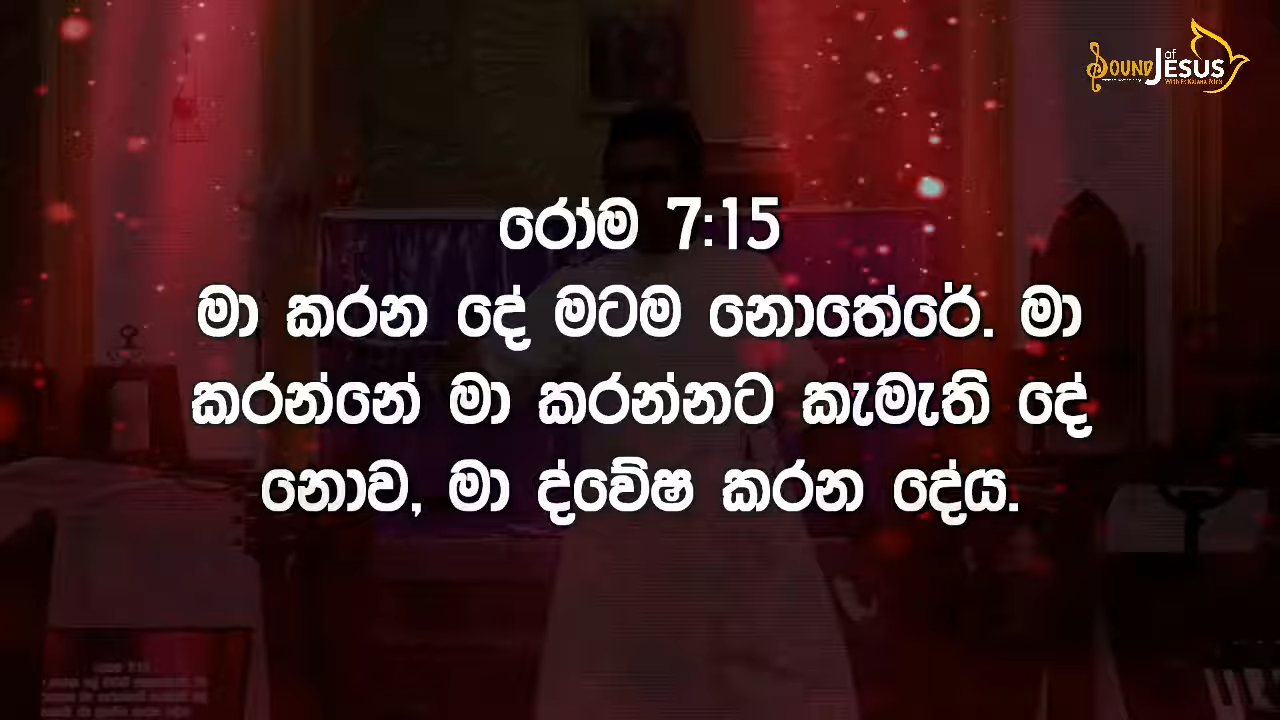 SOUND of JESUS
රෝම 7:15
මා කරන දේ මටම නොතේරේ. මා
කරන්නේ මා කරන්නට කැමැති දේ
නොව, මා ද්වේෂ කරන දේය.